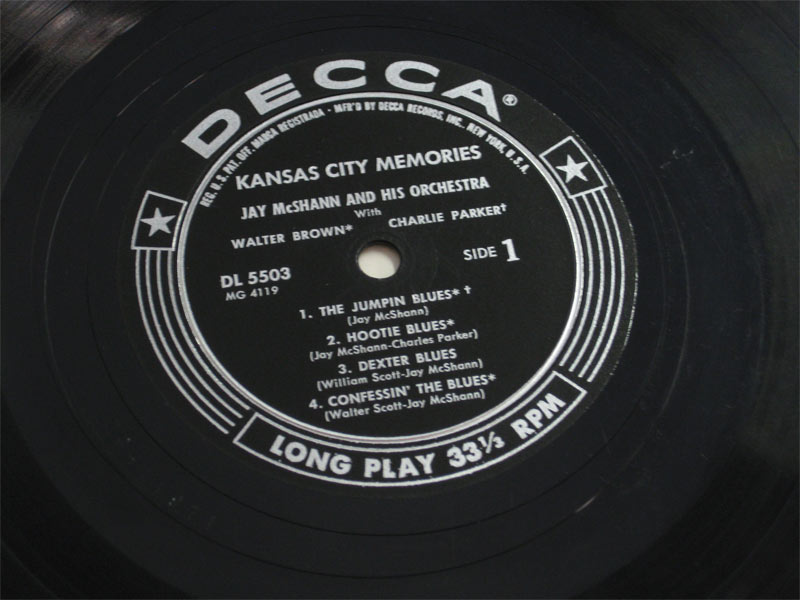 DECCA®
REG. U.S. PAT. OFF. MARCA REGISTRADA • MFR'D BY DECCA RECORDS, INC., NEW YORK, U.S.A.
KANSAS CITY MEMORIES
JAY McSHANN AND HIS ORCHESTRA
With
WALTER BROWN* CHARLIE PARKER†
SIDE 1
DL 5503
MG 4119
1. THE JUMPIN BLUES* †
(Jay McShann)
2. HOOTIE BLUES*
(Jay McShann-Charles Parker)
3. DEXTER BLUES
(William Scott-Jay McShann)
4. CONFESSIN' THE BLUES*
(Walter Scott-Jay McShann)
LONG PLAY 33⅓ RPM